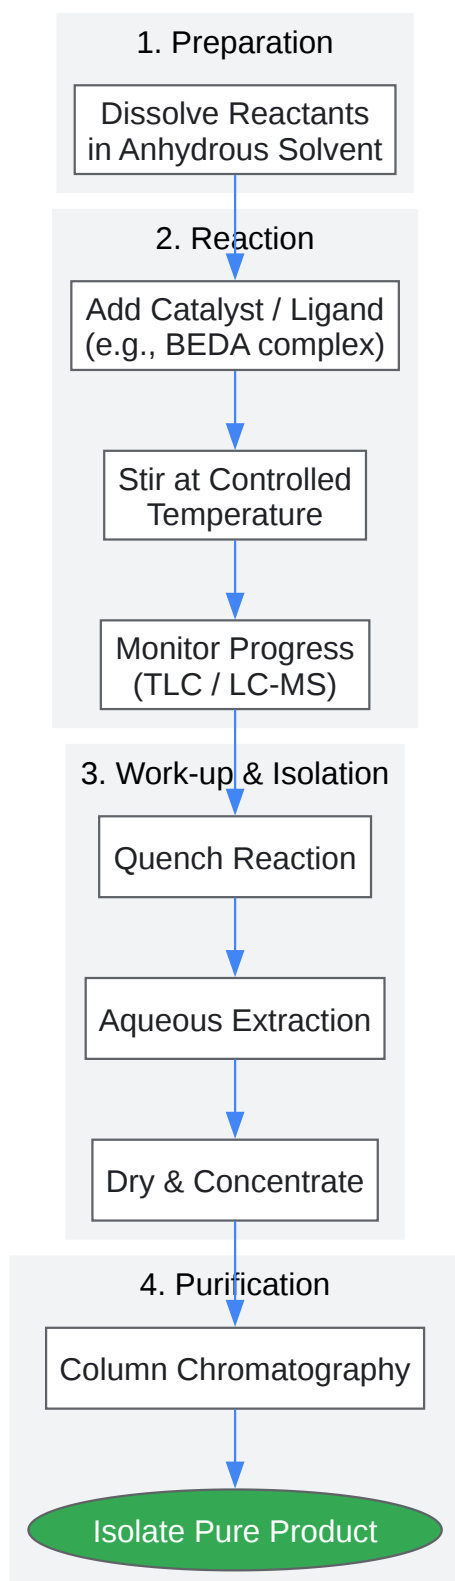 1. Preparation
Dissolve Reactants
in Anhydrous Solvent
2. Reaction
Add Catalyst / Ligand
(e.g., BEDA complex)
Stir at Controlled
Temperature
Monitor Progress
(TLC / LC-MS)
3. Work-up & Isolation
Quench Reaction
Aqueous Extraction
Dry & Concentrate
4. Purification
Column Chromatography
Isolate Pure Product